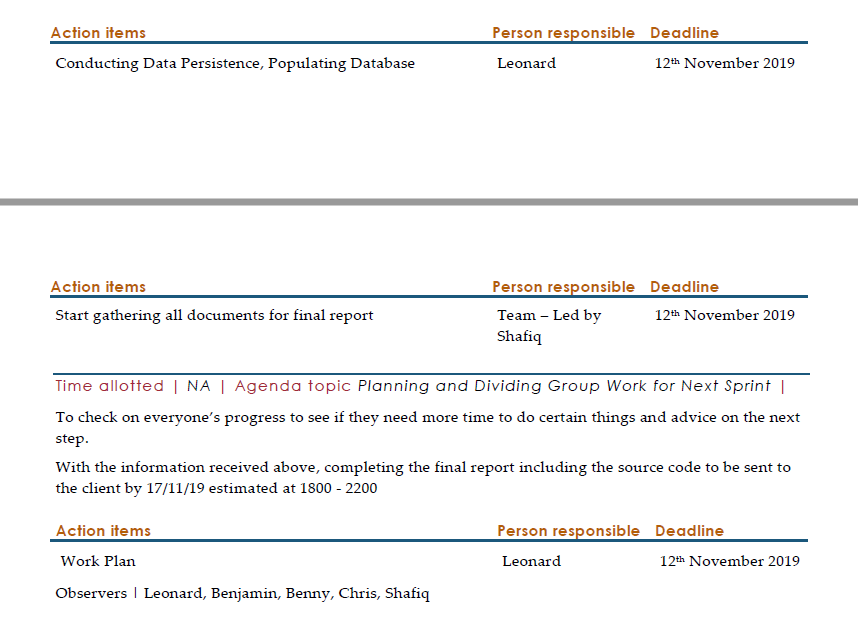 Action items Person responsible Deadline
Conducting Data Persistence, Populating Database Leonard 12th November 2019
Action items Person responsible Deadline
Start gathering all documents for final report Team – Led by 12th November 2019
Shafiq
Time allotted | NA | Agenda topic Planning and Dividing Group Work for Next Sprint |
To check on everyone’s progress to see if they need more time to do certain things and advice on the next
step.
With the information received above, completing the final report including the source code to be sent to
the client by 17/11/19 estimated at 1800 - 2200
Action items Person responsible Deadline
Work Plan Leonard 12th November 2019
Observers | Leonard, Benjamin, Benny, Chris, Shafiq